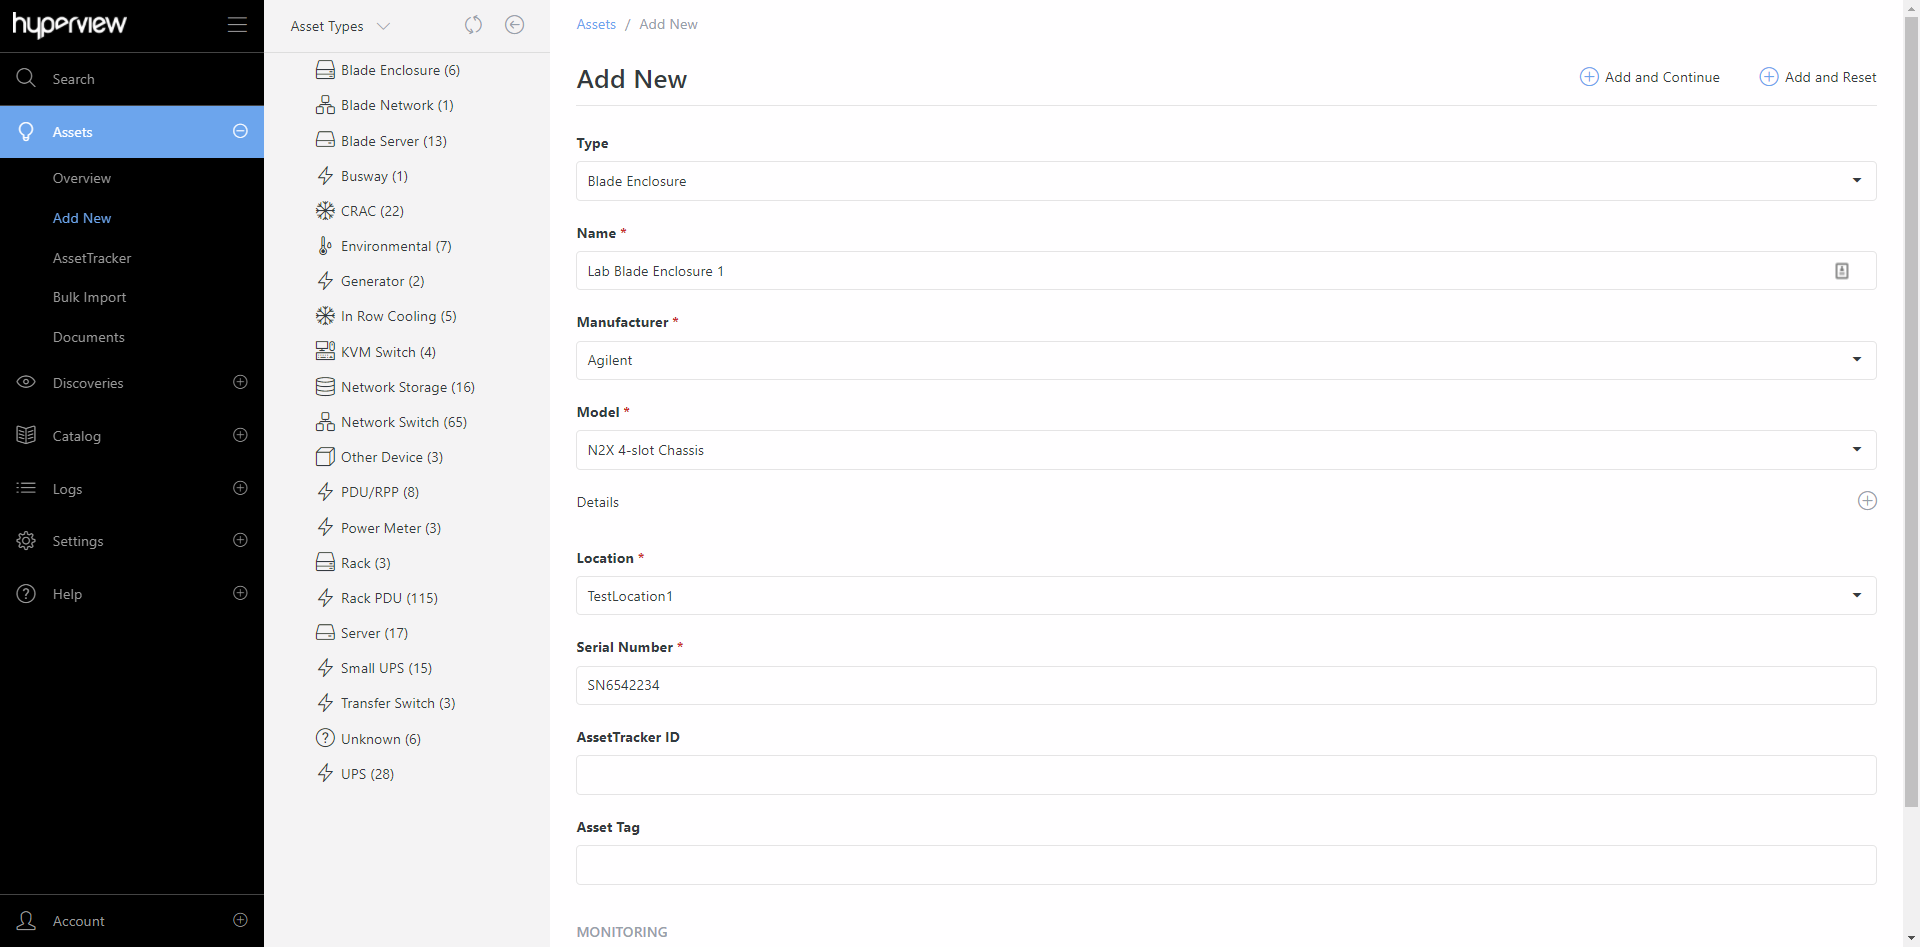 hyperview
Search
Assets
Overview
Add New
AssetTracker
Bulk Import
Documents
Discoveries
Catalog
Logs
Settings
Help
Account
Asset Types
Blade Enclosure (6)
Blade Network (1)
Blade Server (13)
Busway (1)
CRAC (22)
Environmental (7)
Generator (2)
In Row Cooling (5)
KVM Switch (4)
Network Storage (16)
Network Switch (65)
Other Device (3)
PDU/RPP (8)
Power Meter (3)
Rack (3)
Rack PDU (115)
Server (17)
Small UPS (15)
Transfer Switch (3)
Unknown (6)
UPS (28)
Assets / Add New
Add New
Add and Continue
Add and Reset
Type
Blade Enclosure
Name *
Lab Blade Enclosure 1
Manufacturer *
Agilent
Model *
N2X 4-slot Chassis
Details
Location *
TestLocation1
Serial Number *
SN6542234
AssetTracker ID
Asset Tag
MONITORING